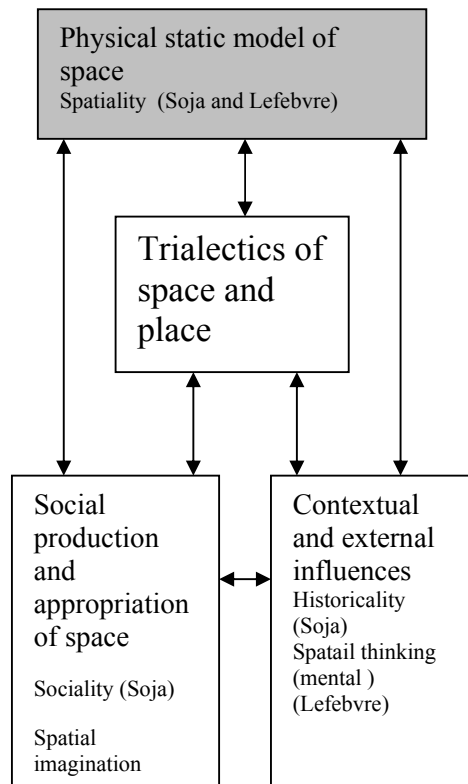 Physical static model of
space
Spatiality (Soja and Lefebvre)
Trialectics of
space and
place
Social
production
and
appropriation
of space
Sociality (Soja)
Spatial
imagination
Contextual
and external
influences
Historicality
(Soja)
Spatail thinking
(mental )
(Lefebvre)